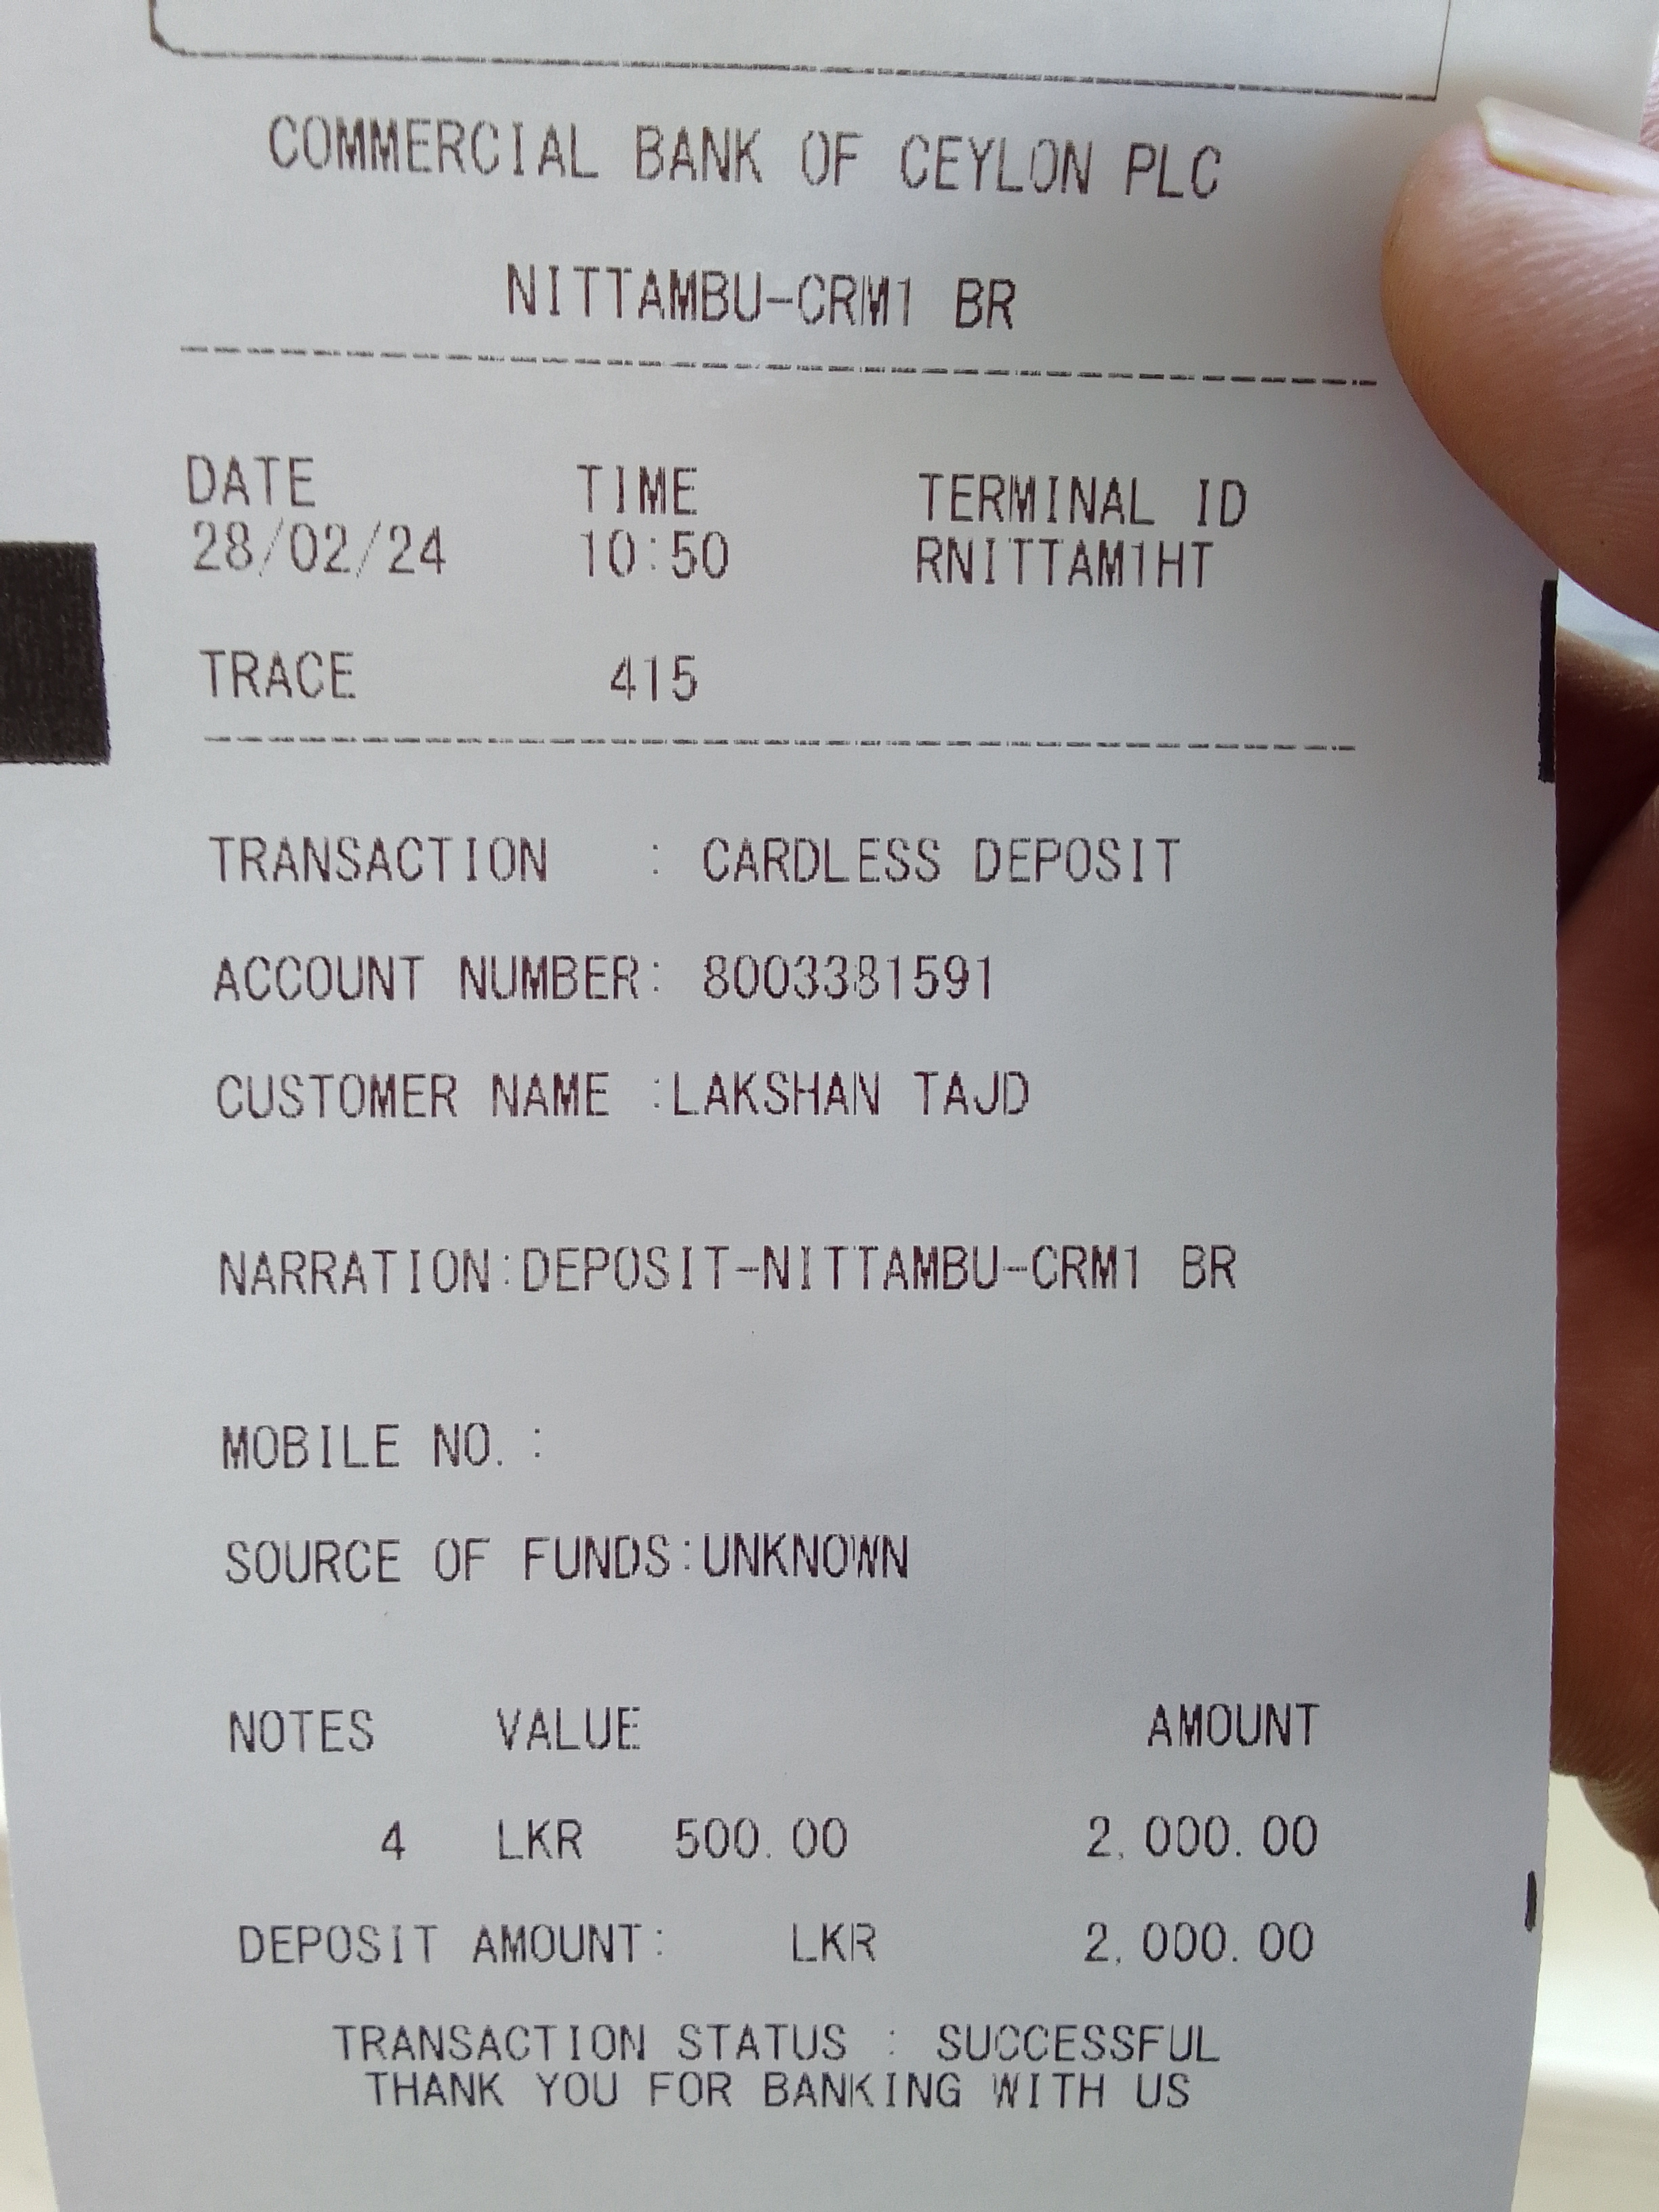 COMMERCIAL BANK OF CEYLON PLC
NITTAMBU-CRM1 BR
DATE TIME TERMINAL ID
28/02/24 10:50 RNITTAM1HT
TRACE 415
TRANSACTION : CARDLESS DEPOSIT
ACCOUNT NUMBER: 8003381591
CUSTOMER NAME :LAKSHAN TAJD
NARRATION:DEPOSIT-NITTAMBU-CRM1 BR
MOBILE NO. :
SOURCE OF FUNDS:UNKNOWN
NOTES VALUE AMOUNT
4 LKR 500.00 2,000.00
DEPOSIT AMOUNT: LKR 2,000.00
TRANSACTION STATUS : SUCCESSFUL
THANK YOU FOR BANKING WITH US